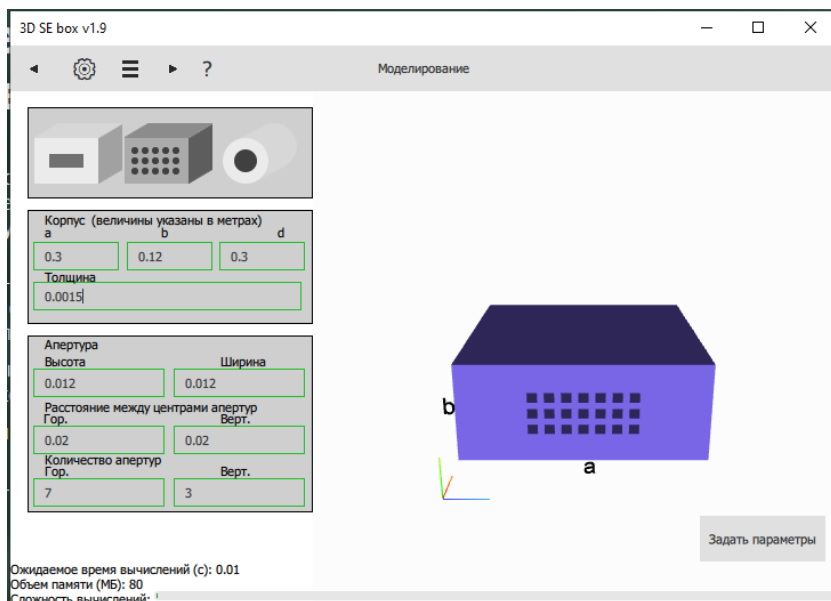 3D SE box v1.9
?
Моделирование
Корпус (величины указаны в метрах)
a b d
0.3 0.12 0.3
Толщина
0.0015
Апертура
Высота Ширина
0.012 0.012
Расстояние между центрами апертур
Гор. Верт.
0.02 0.02
Количество апертур
Гор. Верт.
7 3
b
a
Задать параметры
Ожидаемое время вычислений (с): 0.01
Объем памяти (МБ): 80
Сложность вычислений: